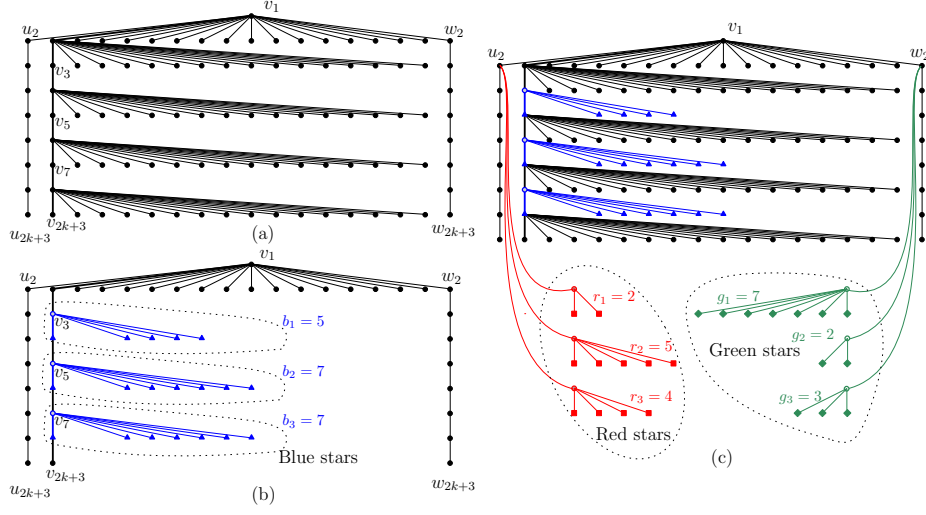 v₁
u₂
w₂
v₃
v₅
v₇
v₂ₖ₊₃
u₂ₖ₊₃
w₂ₖ₊₃
(a)
v₁
u₂
w₂
v₃
b₁ = 5
v₅
b₂ = 7
v₇
b₃ = 7
Blue stars
v₂ₖ₊₃
u₂ₖ₊₃
w₂ₖ₊₃
(b)
v₁
u₂
w₂
r₁ = 2
g₁ = 7
g₂ = 2
r₂ = 5
Green stars
r₃ = 4
g₃ = 3
Red stars
(c)